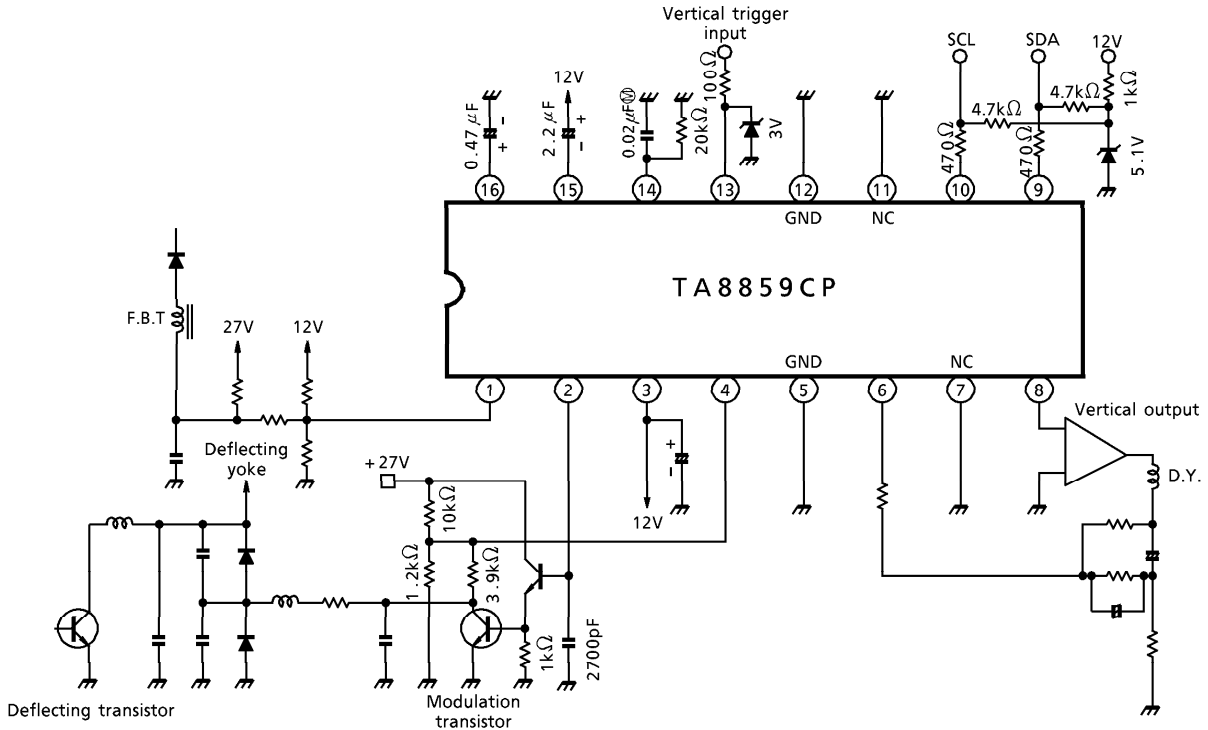 Vertical trigger
input
SCL
SDA
12V
100Ω
1kΩ
4.7kΩ
4.7kΩ
12V
0.47μF
- +
2.2μF
+ -
0.02μFⓂ
20kΩ
3V
470Ω
470Ω
5.1V
16
15
14
13
12
11
10
9
GND
NC
TA8859CP
F.B.T
27V
12V
GND
NC
1
2
3
4
5
6
7
8
Vertical output
Deflecting
yoke
+27V
+
-
12V
D.Y.
10kΩ
1.2kΩ
3.9kΩ
1kΩ
2700pF
Deflecting transistor
Modulation
transistor